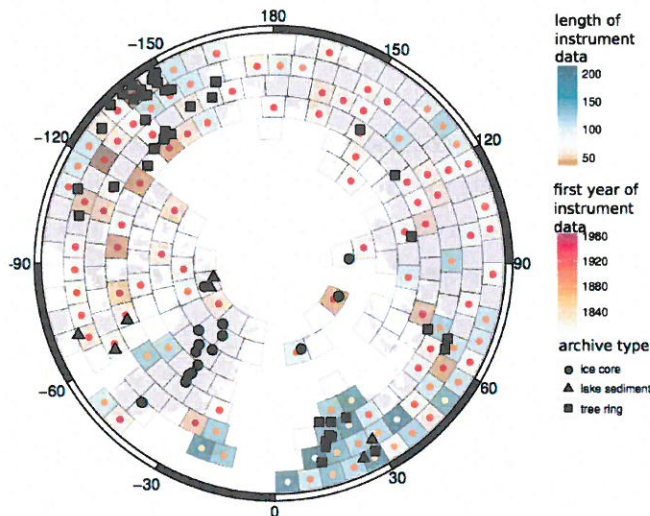 180
150
120
90
60
30
0
-30
-60
-90
-120
-150
length of
instrument
data
200
150
100
50
first year of
instrument
data
1960
1920
1880
1840
archive type
ice core
lake sediment
tree ring